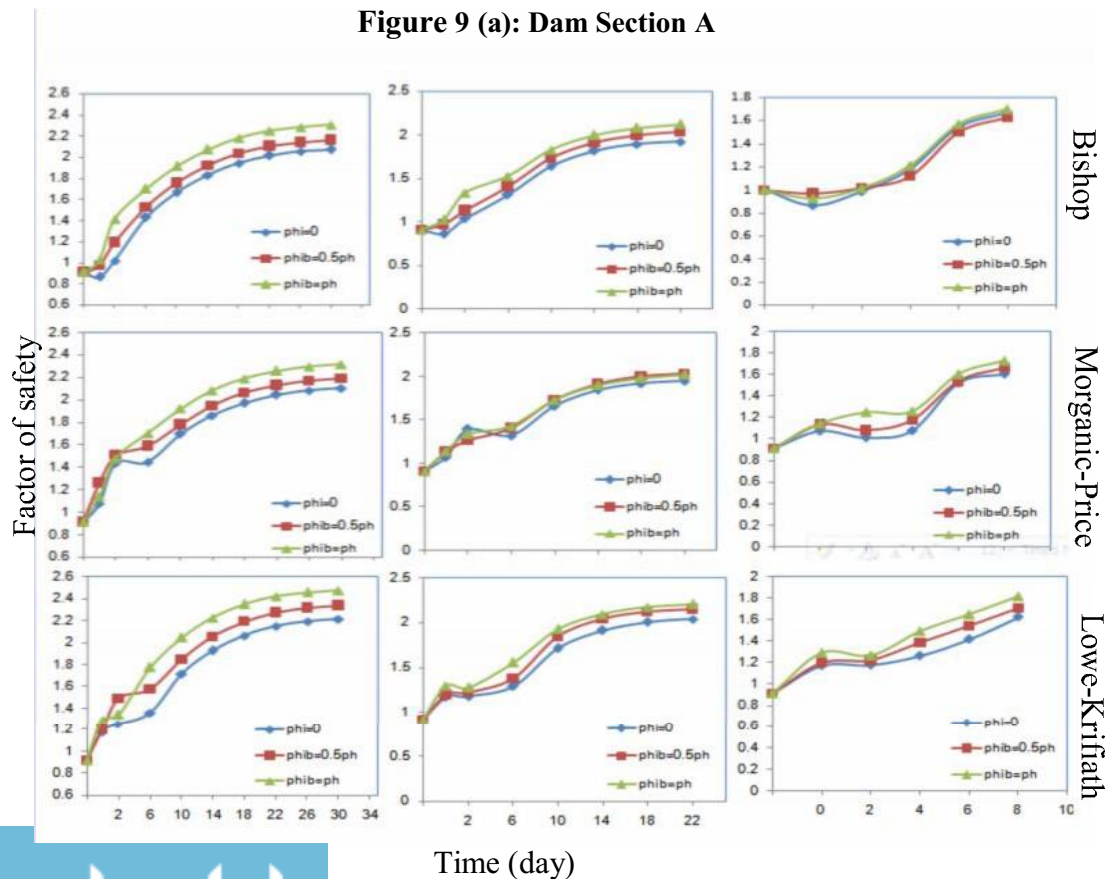 Figure 9 (a): Dam Section A
2.6
2.4
2.2
2
1.8
1.6
1.4
1.2
1
0.8
0.6
phi=0
phib=0.5ph
phib=ph
2.5
2
1.5
1
0.5
0
phi=0
phib=0.5ph
phib=ph
1.8
1.6
1.4
1.2
1
0.8
0.6
0.4
0.2
0
phi=0
phib=0.5ph
phib=ph
Bishop
Factor of safety
2.6
2.4
2.2
2
1.8
1.6
1.4
1.2
1
0.8
0.6
phi=0
phib=0.5ph
phib=ph
2.5
2
1.5
1
0.5
0
phi=0
phib=0.5ph
phib=ph
2
1.8
1.6
1.4
1.2
1
0.8
0.6
0.4
0.2
0
phi=0
phib=0.5ph
phib=ph
Morganic-Price
2.6
2.4
2.2
2
1.8
1.6
1.4
1.2
1
0.8
0.6
phi=0
phib=0.5ph
phib=ph
2 6 10 14 18 22 26 30 34
2.5
2
1.5
1
0.5
0
phi=0
phib=0.5ph
phib=ph
2 6 10 14 18 22
2
1.8
1.6
1.4
1.2
1
0.8
0.6
0.4
0.2
0
phi=0
phib=0.5ph
phib=ph
0 2 4 6 8 10
Lowe-Krifiath
Time (day)